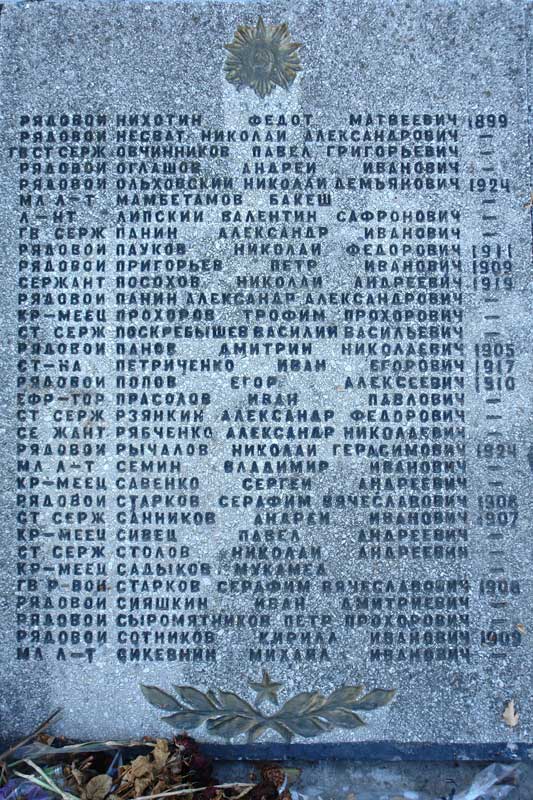 РЯДОВОЙ НИХОТИН ФЕДОТ МАТВЕЕВИЧ 1899
РЯДОВОЙ НЕСВАТ НИКОЛАЙ АЛЕКСАНДРОВИЧ —
ГВ СТ СЕРЖ ОВЧИННИКОВ ПАВЕЛ ГРИГОРЬЕВИЧ —
РЯДОВОЙ ОГЛАШОВ АНДРЕЙ ИВАНОВИЧ —
РЯДОВОЙ ОЛЬХОВСКИЙ НИКОЛАЙ ДЕМЬЯНОВИЧ 1924
МЛ Л-Т МАМБЕТАМОВ БАКЕШ —
Л-НТ ЛИПСКИЙ ВАЛЕНТИН САФРОНОВИЧ —
ГВ СЕРЖ ПАНИН АЛЕКСАНДР ИВАНОВИЧ —
РЯДОВОЙ ПАУКОВ НИКОЛАЙ ФЕДОРОВИЧ 1911
РЯДОВОЙ ПРИГОРЬЕВ ПЕТР ИВАНОВИЧ 1909
СЕРЖАНТ ПОСОХОВ НИКОЛАЙ АНДРЕЕВИЧ 1919
РЯДОВОЙ ПАНИН АЛЕКСАНДР АЛЕКСАНДРОВИЧ —
КР-МЕЕЦ ПРОХОРОВ ТРОФИМ ПРОХОРОВИЧ —
СТ СЕРЖ ПОСКРЕБЫШЕВ ВАСИЛИЙ ВАСИЛЬЕВИЧ —
РЯДОВОЙ ПАНОВ ДМИТРИЙ НИКОЛАЕВИЧ 1905
СТ-НА ПЕТРИЧЕНКО ИВАН ЕГОРОВИЧ 1917
РЯДОВОЙ ПОПОВ ЕГОР АЛЕКСЕЕВИЧ 1910
ЕФР-ТОР ПРАСОЛОВ ИВАН ПАВЛОВИЧ —
СТ СЕРЖ РЗЯНКИН АЛЕКСАНДР ФЕДОРОВИЧ —
СЕ ЖАНТ РЯБЧЕНКО АЛЕКСАНДР НИКОЛАЕВИЧ —
РЯДОВОЙ РЫЧАЛОВ НИКОЛАЙ ГЕРАСИМОВИЧ 1924
МЛ Л-Т СЕМИН ВЛАДИМИР ИВАНОВИЧ —
КР-МЕЕЦ САВЕНКО СЕРГЕЙ АНДРЕЕВИЧ —
РЯДОВОЙ СТАРКОВ СЕРАФИМ ВЯЧЕСЛАВОВИЧ 1908
СТ СЕРЖ САННИКОВ АНДРЕЙ ИВАНОВИЧ 1907
КР-МЕЕЦ СИВЕЦ ПАВЕЛ АНДРЕЕВИЧ —
СТ СЕРЖ СТОЛОВ НИКОЛАЙ АНДРЕЕВИЧ —
КР-МЕЕЦ САДЫКОВ МУКАМЕД —
ГВ Р-ВОЙ СТАРКОВ СЕРАФИМ ВЯЧЕСЛАВОВИЧ 1908
РЯДОВОЙ СИЯШКИН ИВАН ДМИТРИЕВИЧ —
РЯДОВОЙ СЫРОМЯТНИКОВ ПЕТР ПРОХОРОВИЧ —
РЯДОВОЙ СОТНИКОВ КИРИЛА ИВАНОВИЧ 1909
МЛ Л-Т МИХАИЛ ИВАНОВИЧ —